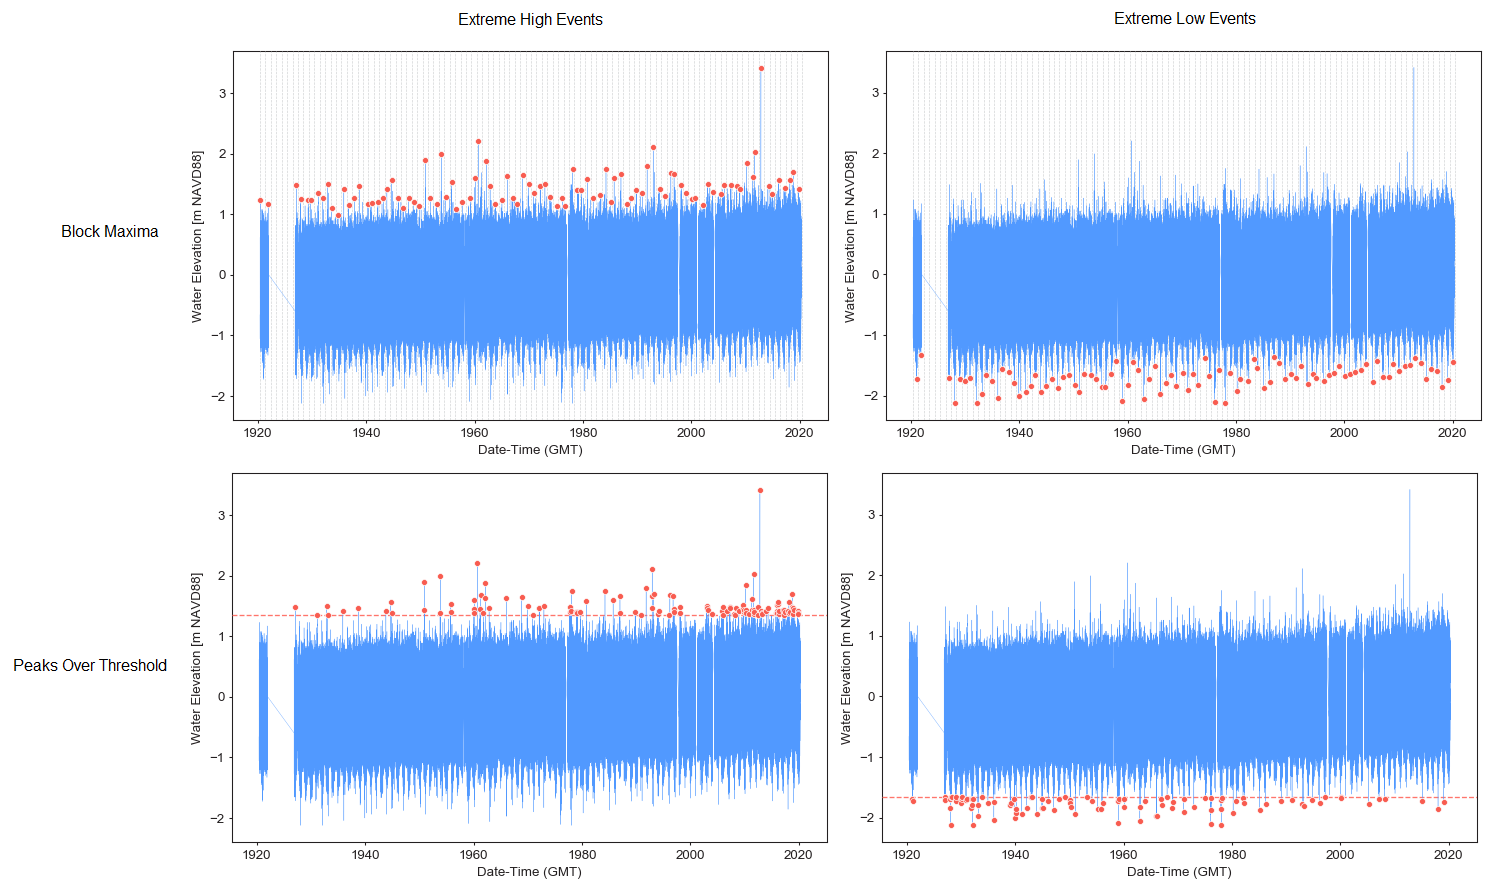 Extreme High Events
Extreme Low Events
Block Maxima
Water Elevation [m NAVD88]
3
2
1
0
−1
−2
1920 1940 1960 1980 2000 2020
Date-Time (GMT)
Water Elevation [m NAVD88]
3
2
1
0
−1
−2
1920 1940 1960 1980 2000 2020
Date-Time (GMT)
Peaks Over Threshold
Water Elevation [m NAVD88]
3
2
1
0
−1
−2
1920 1940 1960 1980 2000 2020
Date-Time (GMT)
Water Elevation [m NAVD88]
3
2
1
0
−1
−2
1920 1940 1960 1980 2000 2020
Date-Time (GMT)